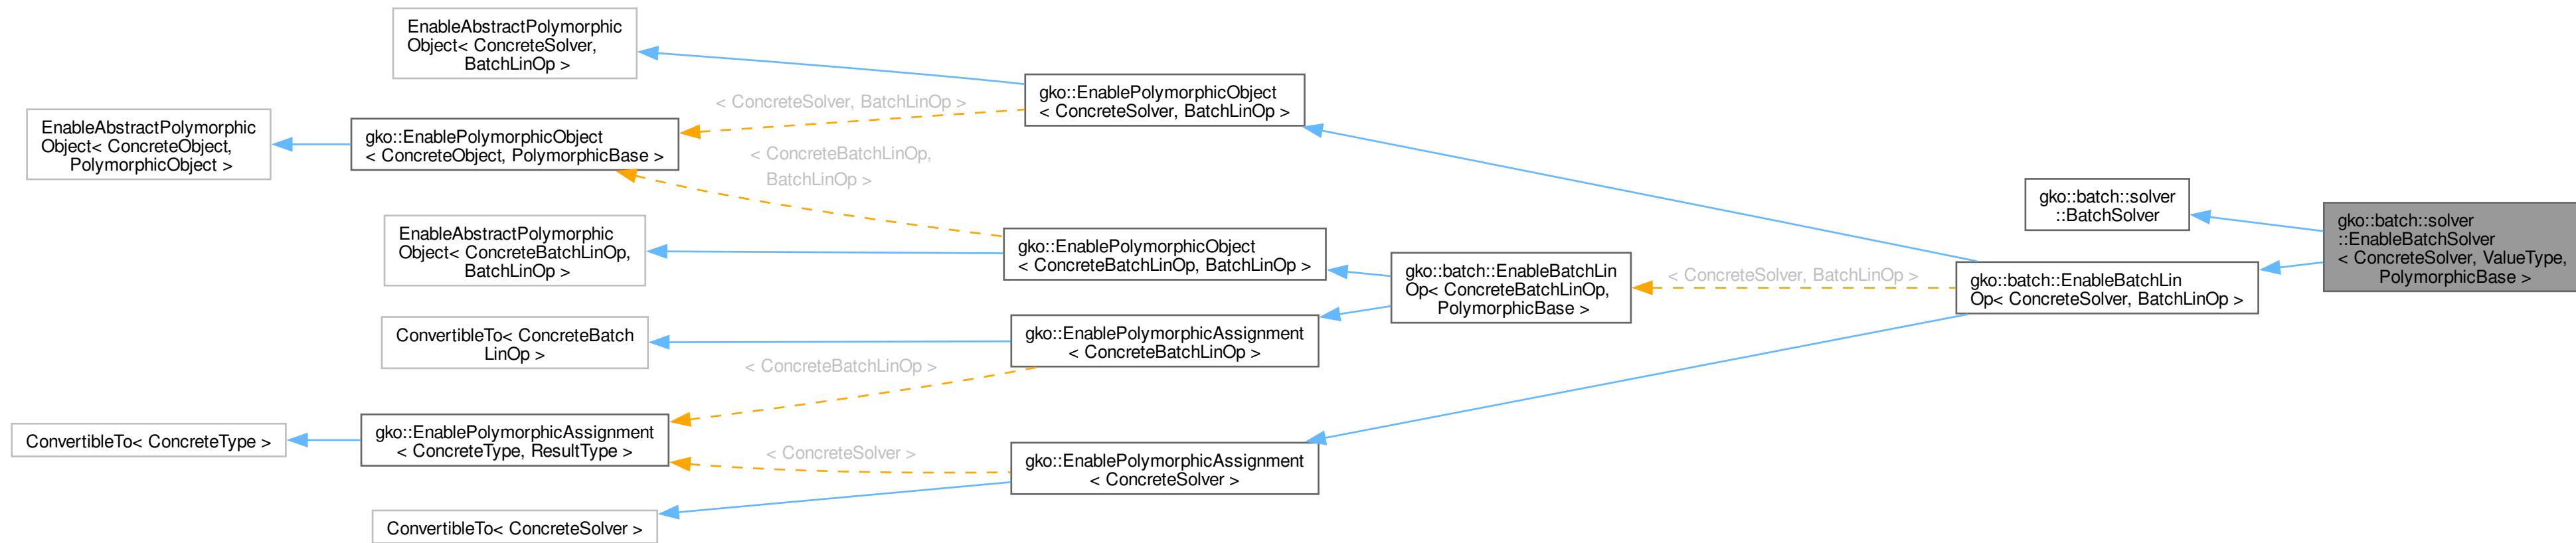 EnableAbstractPolymorphic
Object< ConcreteSolver,
BatchLinOp >
EnableAbstractPolymorphic
Object< ConcreteObject,
PolymorphicObject >
gko::EnablePolymorphicObject
< ConcreteObject, PolymorphicBase >
< ConcreteSolver, BatchLinOp >
gko::EnablePolymorphicObject
< ConcreteSolver, BatchLinOp >
< ConcreteBatchLinOp,
BatchLinOp >
EnableAbstractPolymorphic
Object< ConcreteBatchLinOp,
BatchLinOp >
gko::EnablePolymorphicObject
< ConcreteBatchLinOp, BatchLinOp >
gko::batch::EnableBatchLin
Op< ConcreteBatchLinOp,
PolymorphicBase >
< ConcreteSolver, BatchLinOp >
gko::batch::solver
::BatchSolver
gko::batch::EnableBatchLin
Op< ConcreteSolver, BatchLinOp >
gko::batch::solver
::EnableBatchSolver
< ConcreteSolver, ValueType,
PolymorphicBase >
ConvertibleTo< ConcreteBatch
LinOp >
gko::EnablePolymorphicAssignment
< ConcreteBatchLinOp >
< ConcreteBatchLinOp >
ConvertibleTo< ConcreteType >
gko::EnablePolymorphicAssignment
< ConcreteType, ResultType >
< ConcreteSolver >
gko::EnablePolymorphicAssignment
< ConcreteSolver >
ConvertibleTo< ConcreteSolver >